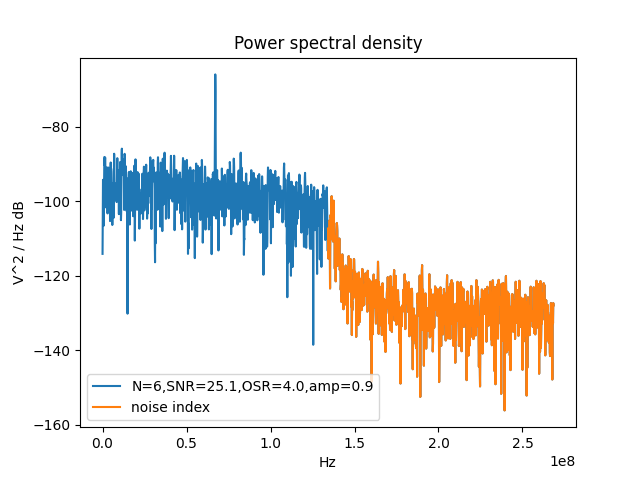 Power spectral density
V^2 / Hz dB
−80
−100
−120
−140
−160
N=6,SNR=25.1,OSR=4.0,amp=0.9
noise index
0.0 0.5 1.0 1.5 2.0 2.5
1e8
Hz